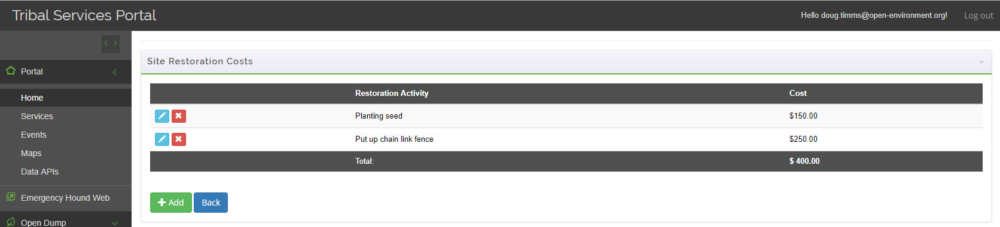 Tribal Services Portal
Hello doug.timms@open-environment.org!
Log out
Portal
Home
Services
Events
Maps
Data APIs
Emergency Hound Web
Open Dump
Site Restoration Costs
Restoration Activity Cost
Planting seed $150.00
Put up chain link fence $250.00
Total: $ 400.00
Add
Back